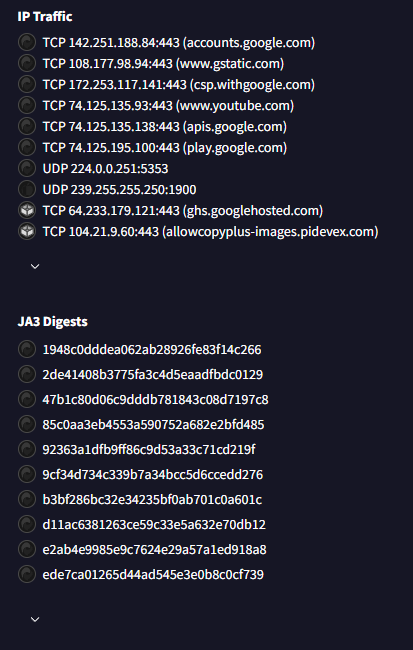 IP Traffic
TCP 142.251.188.84:443 (accounts.google.com)
TCP 108.177.98.94:443 (www.gstatic.com)
TCP 172.253.117.141:443 (csp.withgoogle.com)
TCP 74.125.135.93:443 (www.youtube.com)
TCP 74.125.135.138:443 (apis.google.com)
TCP 74.125.195.100:443 (play.google.com)
UDP 224.0.0.251:5353
UDP 239.255.255.250:1900
TCP 64.233.179.121:443 (ghs.googlehosted.com)
TCP 104.21.9.60:443 (allowcopyplus-images.pidevex.com)
JA3 Digests
1948c0dddea062ab28926fe83f14c266
2de41408b3775fa3c4d5eaadfbdc0129
47b1c80d06c9dddb781843c08d7197c8
85c0aa3eb4553a590752a682e2bfd485
92363a1dfb9ff86c9d53a33c71cd219f
9cf34d734c339b7a34bcc5d6ccedd276
b3bf286bc32e34235bf0ab701c0a601c
d11ac6381263ce59c33e5a632e70db12
e2ab4e9985e9c7624e29a57a1ed918a8
ede7ca01265d44ad545e3e0b8c0cf739